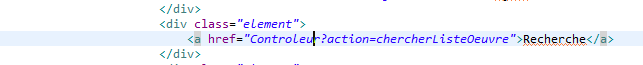 </div>
<div class="element">
<a href="Controleur?action=chercherListeOeuvre">Recherche</a>
</div>